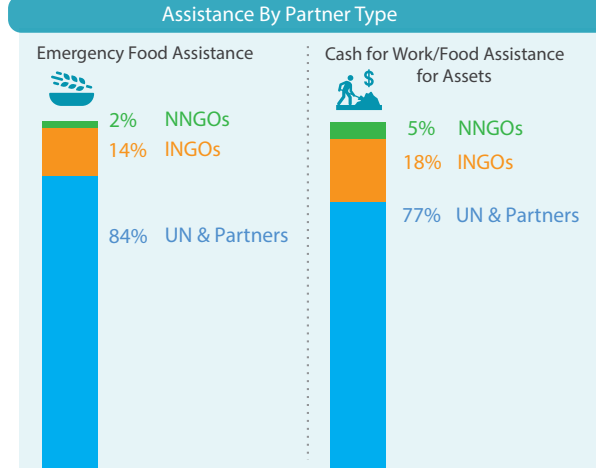 Assistance By Partner Type
Emergency Food Assistance
2% NNGOs
14% INGOs
84% UN & Partners
Cash for Work/Food Assistance
for Assets
$
5% NNGOs
18% INGOs
77% UN & Partners